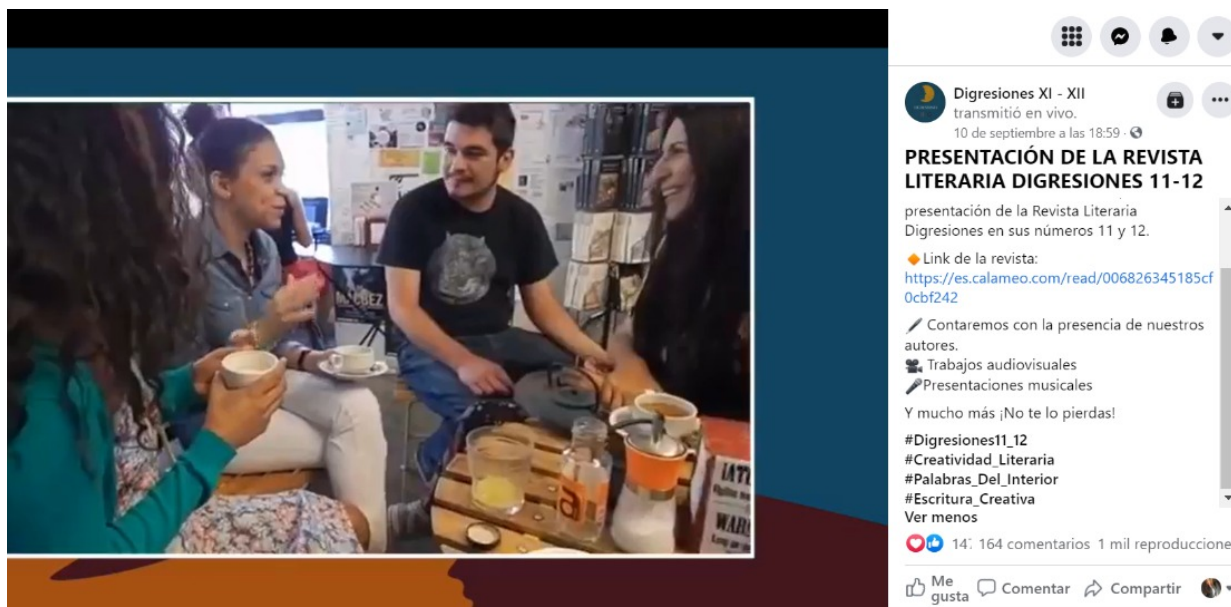 Digresiones XI - XII
transmitió en vivo.
10 de septiembre a las 18:59 ·
PRESENTACIÓN DE LA REVISTA
LITERARIA DIGRESIONES 11-12
presentación de la Revista Literaria
Digresiones en sus números 11 y 12.
Link de la revista:
https://es.calameo.com/read/006826345185cf
0cbf242
Contaremos con la presencia de nuestros
autores.
Trabajos audiovisuales
Presentaciones musicales
Y mucho más ¡No te lo pierdas!
#Digresiones11_12
#Creatividad_Literaria
#Palabras_Del_Interior
#Escritura_Creativa
Ver menos
164 comentarios 1 mil reproduccione
Me
gusta
Comentar
Compartir